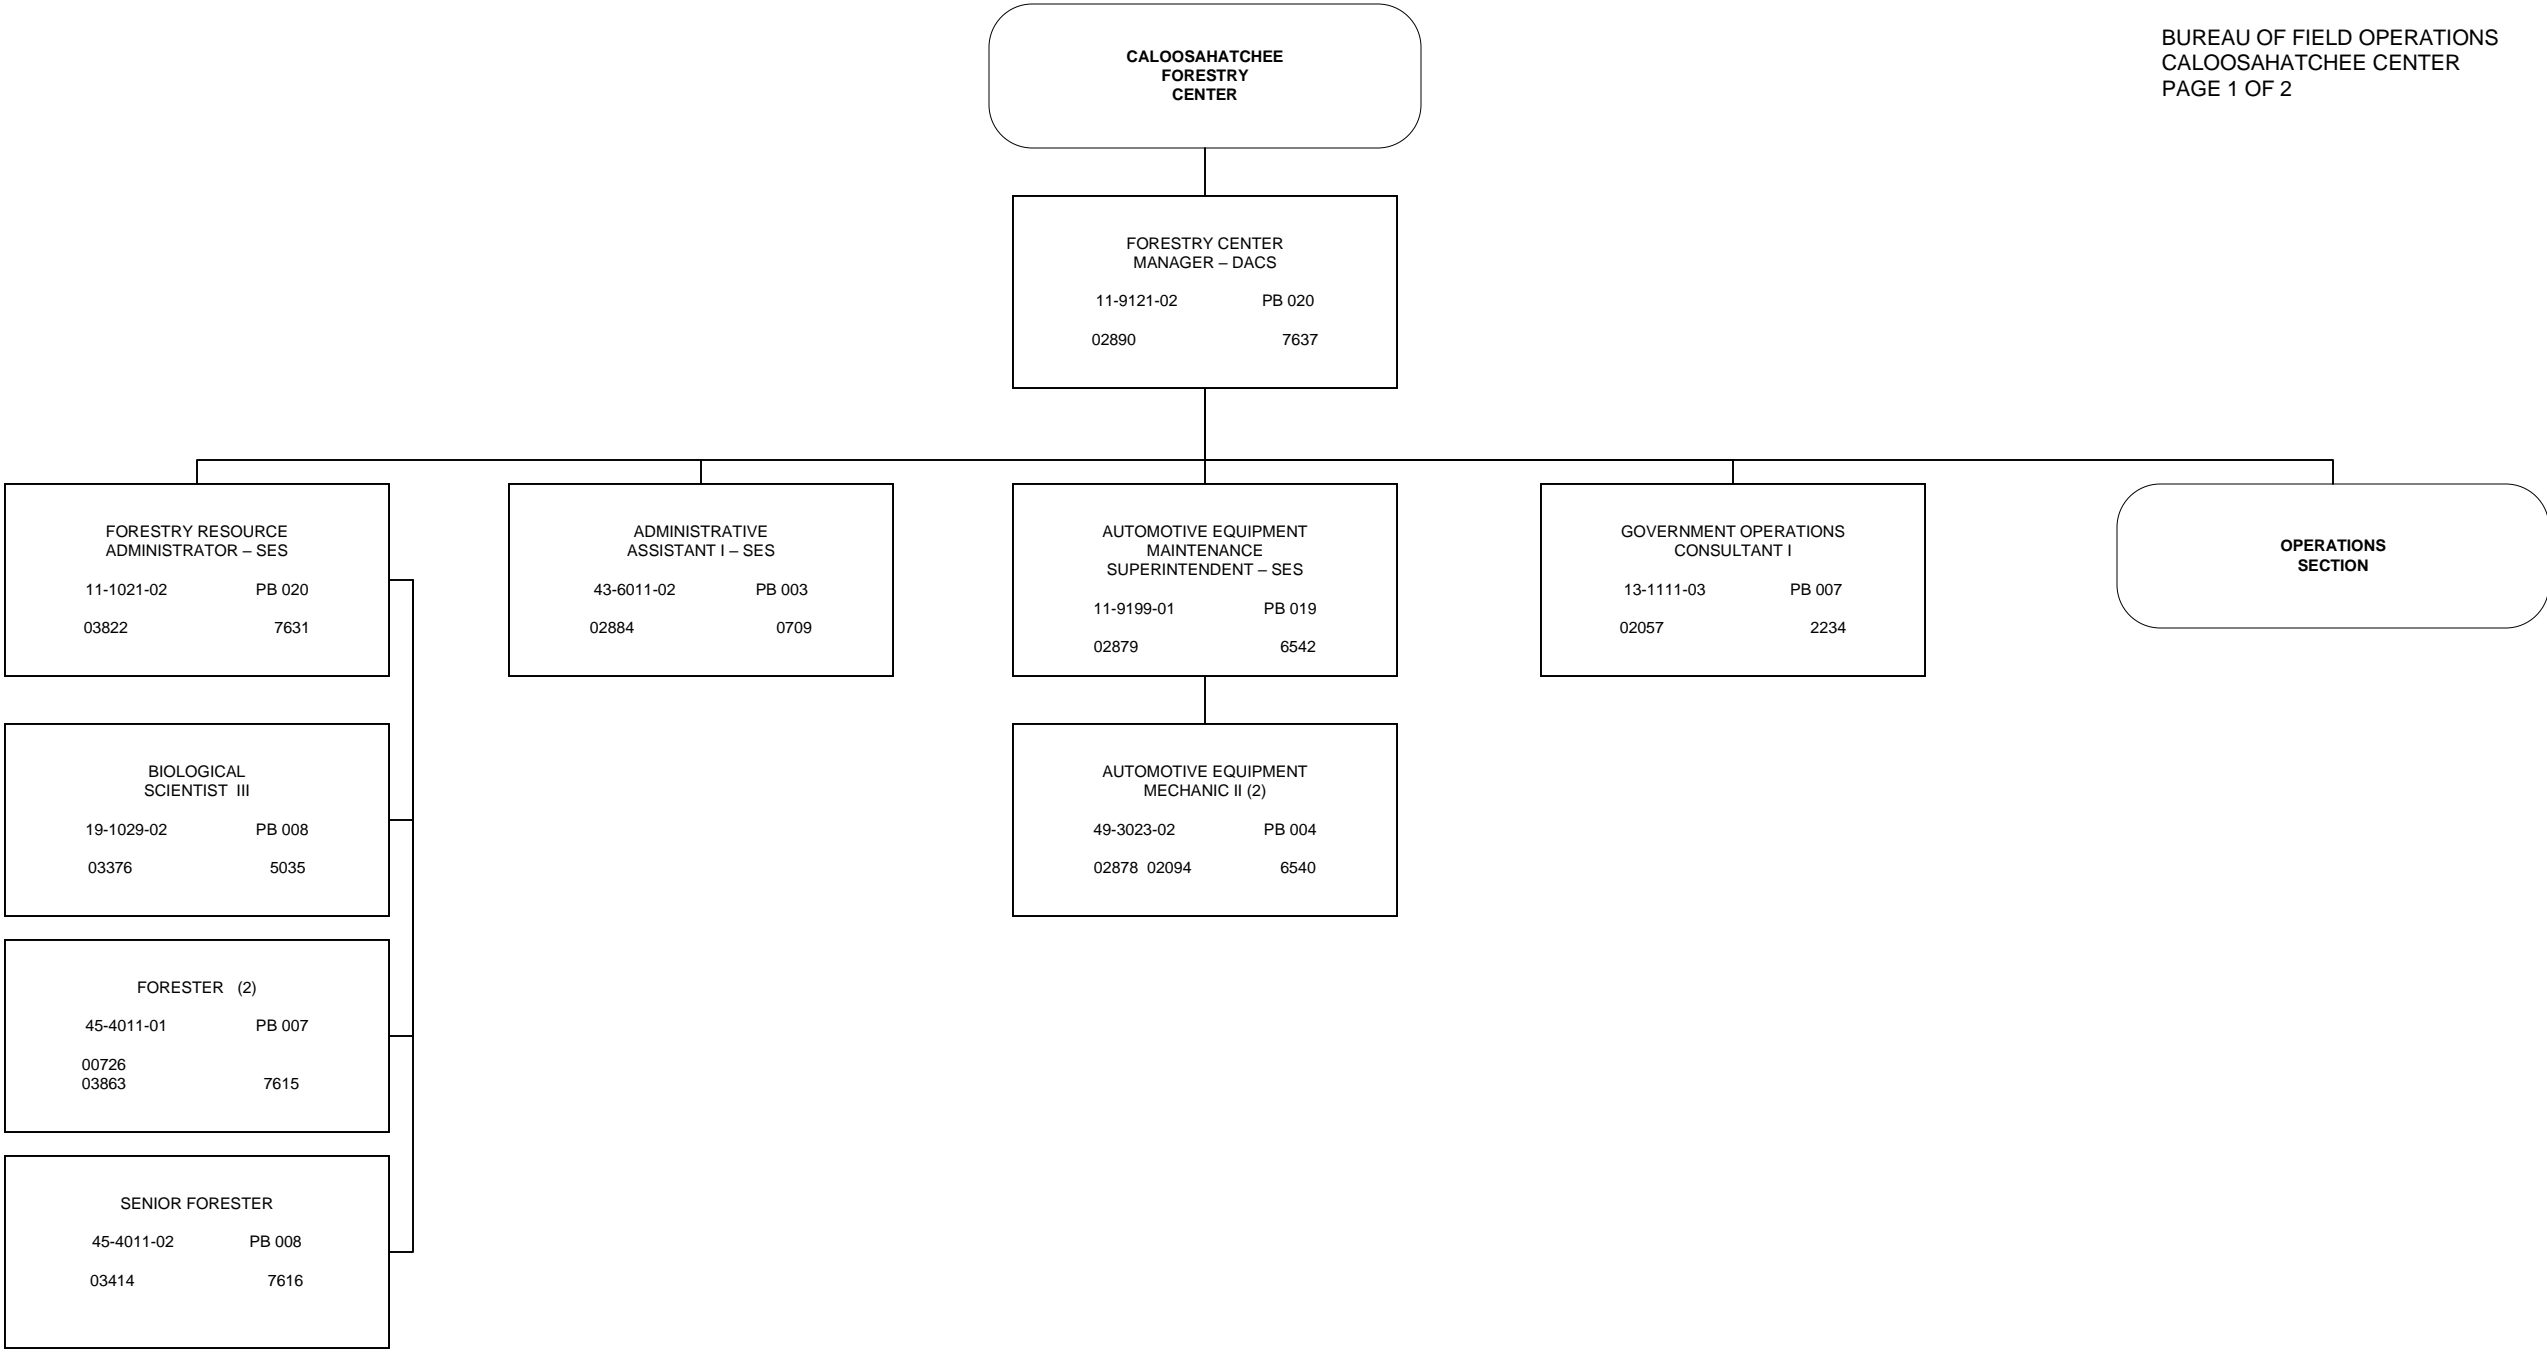 BUREAU OF FIELD OPERATIONS
CALOOSAHATCHEE CENTER
PAGE 1 OF 2
CALOOSAHATCHEE
FORESTRY
CENTER
FORESTRY CENTER
MANAGER – DACS
11-9121-02 PB 020
02890 7637
FORESTRY RESOURCE
ADMINISTRATOR – SES
11-1021-02 PB 020
03822 7631
ADMINISTRATIVE
ASSISTANT I – SES
43-6011-02 PB 003
02884 0709
AUTOMOTIVE EQUIPMENT
MAINTENANCE
SUPERINTENDENT – SES
11-9199-01 PB 019
02879 6542
GOVERNMENT OPERATIONS
CONSULTANT I
13-1111-03 PB 007
02057 2234
OPERATIONS
SECTION
BIOLOGICAL
SCIENTIST III
19-1029-02 PB 008
03376 5035
AUTOMOTIVE EQUIPMENT
MECHANIC II (2)
49-3023-02 PB 004
02878 02094 6540
FORESTER (2)
45-4011-01 PB 007
00726
03863 7615
SENIOR FORESTER
45-4011-02 PB 008
03414 7616